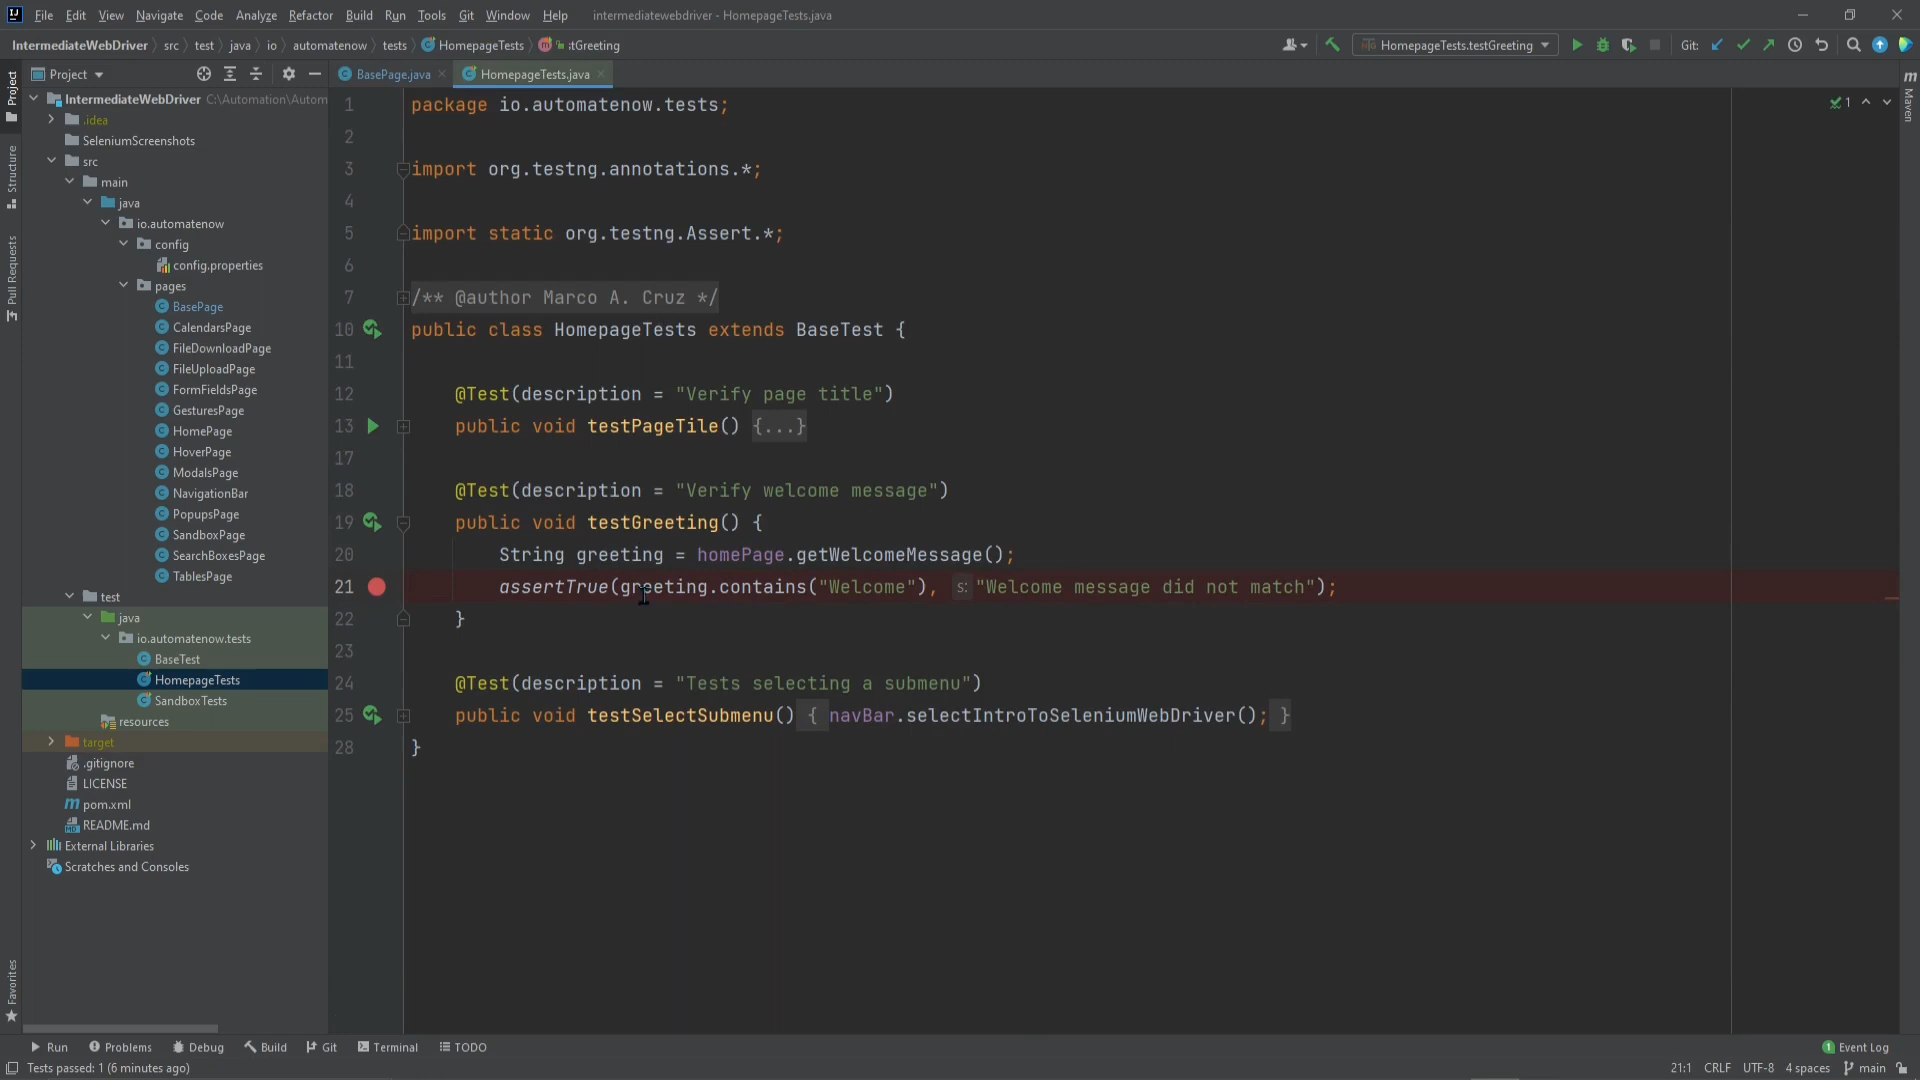 File Edit View Navigate Code Analyze Refactor Build Run Tools Git Window Help intermediatewebdriver - HomepageTests.java
IntermediateWebDriver src test java io automatenow tests HomepageTests :tGreeting HomepageTests.testGreeting Git:
Project BasePage.java HomepageTests.java
Project
Structure
Pull Requests
Favorites
IntermediateWebDriver C:\Automation\Autom
.idea
SeleniumScreenshots
src
main
java
io.automatenow
config
config.properties
pages
BasePage
CalendarsPage
FileDownloadPage
FileUploadPage
FormFieldsPage
GesturesPage
HomePage
HoverPage
ModalsPage
NavigationBar
PopupsPage
SandboxPage
SearchBoxesPage
TablesPage
test
java
io.automatenow.tests
BaseTest
HomepageTests
SandboxTests
resources
target
.gitignore
LICENSE
pom.xml
README.md
External Libraries
Scratches and Consoles
1 package io.automatenow.tests;
2
3 import org.testng.annotations.*;
4
5 import static org.testng.Assert.*;
6
7 /** @author Marco A. Cruz */
10 public class HomepageTests extends BaseTest {
11
12 @Test(description = "Verify page title")
13 public void testPageTile() {...}
17
18 @Test(description = "Verify welcome message")
19 public void testGreeting() {
20 String greeting = homePage.getWelcomeMessage();
21 assertTrue(greeting.contains("Welcome"), s: "Welcome message did not match");
22 }
23
24 @Test(description = "Tests selecting a submenu")
25 public void testSelectSubmenu() { navBar.selectIntroToSeleniumWebDriver(); }
28 }
1
Maven
Run Problems Debug Build Git Terminal TODO 1 Event Log
Tests passed: 1 (6 minutes ago) 21:1 CRLF UTF-8 4 spaces main